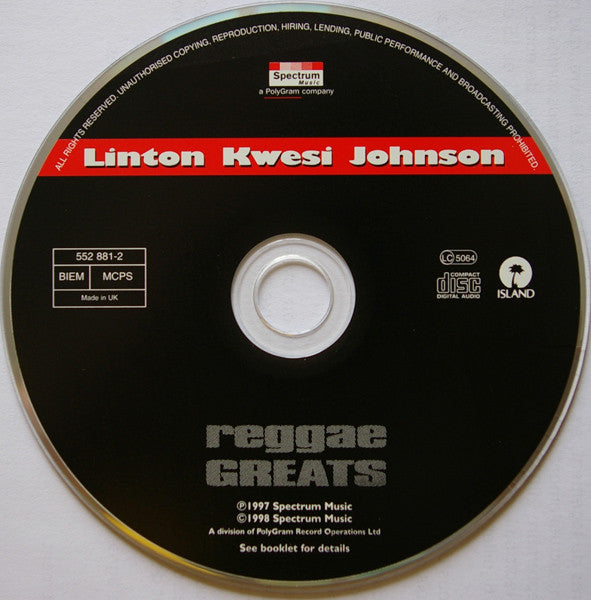 ALL RIGHTS RESERVED. UNAUTHORISED COPYING, REPRODUCTION, HIRING, LENDING, PUBLIC PERFORMANCE AND BROADCASTING PROHIBITED.
Spectrum
Music
a PolyGram company
Linton Kwesi Johnson
552 881-2
BIEM MCPS
Made in UK
LC 5064
COMPACT
disc
DIGITAL AUDIO
ISLAND
reggae
GREATS
℗1997 Spectrum Music
©1998 Spectrum Music
A division of PolyGram Record Operations Ltd
See booklet for details